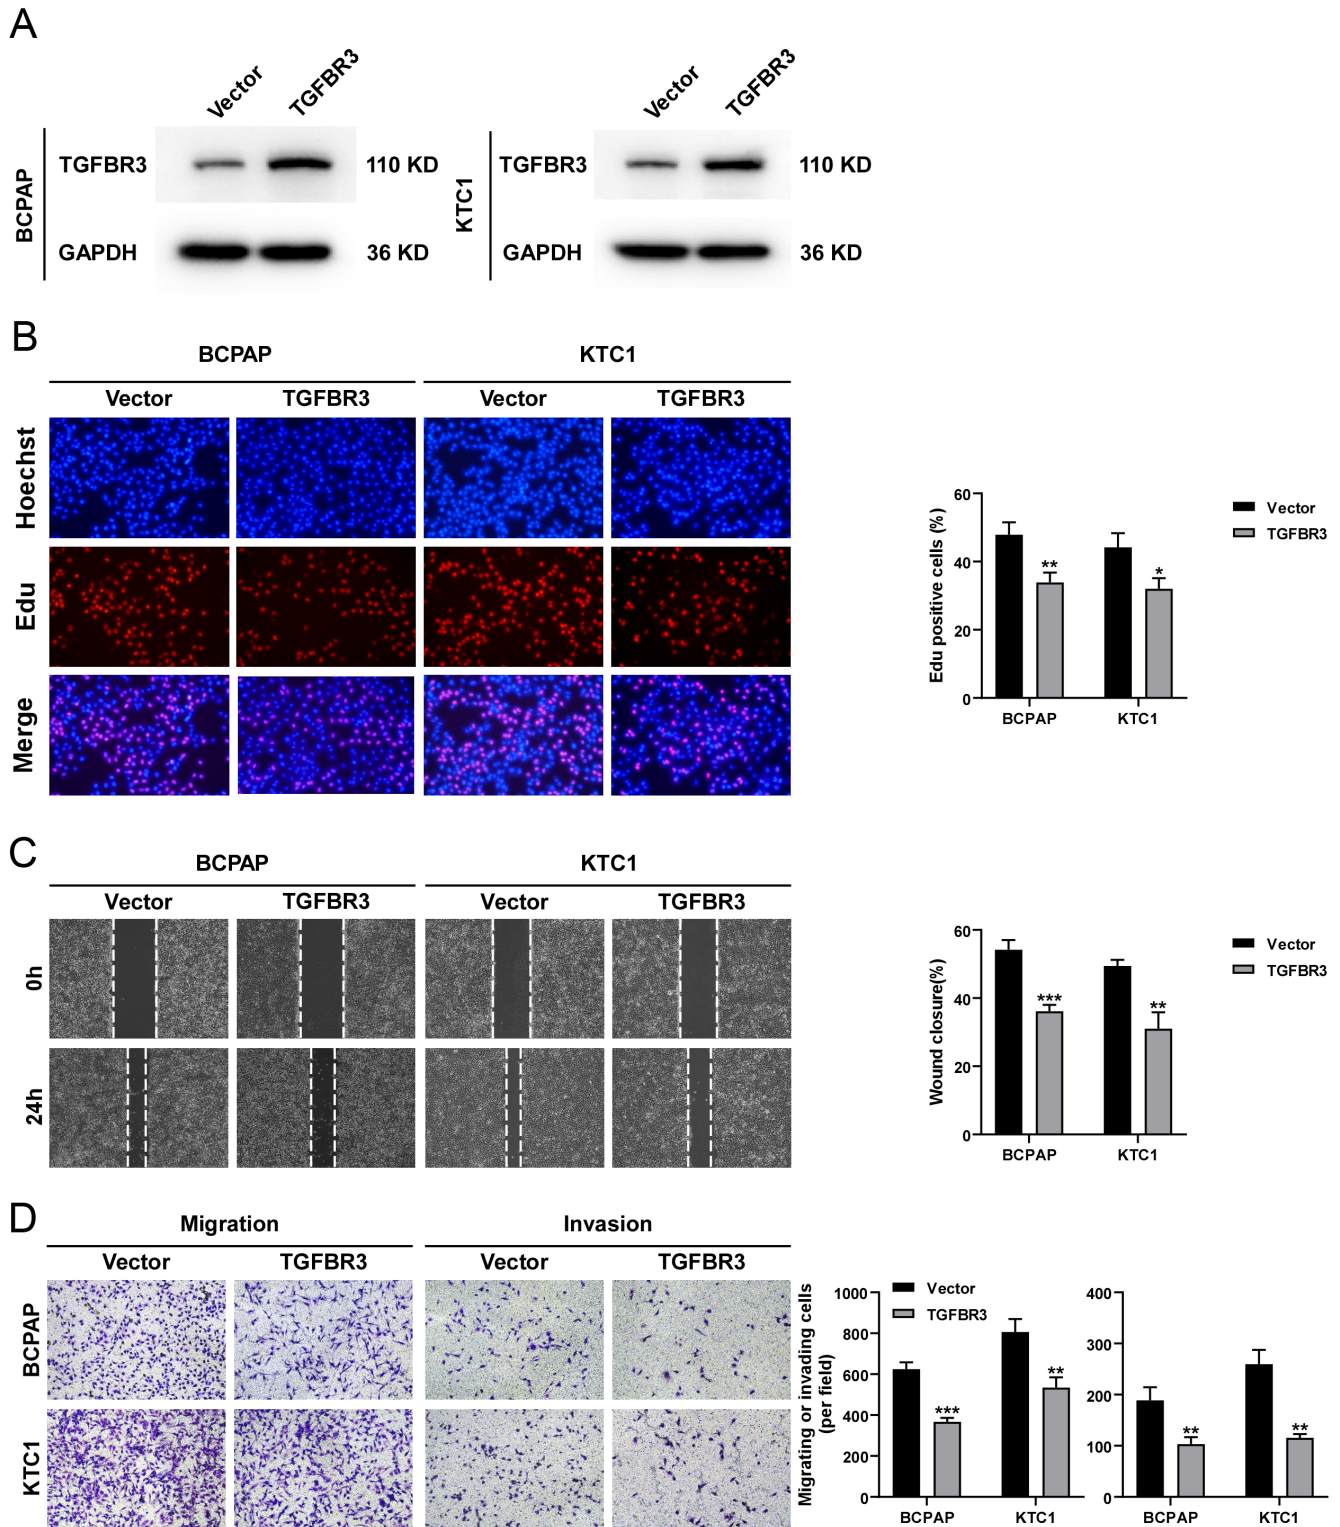 A
Vector TGFBR3 Vector TGFBR3
BCPAP
TGFBR3 110 KD
GAPDH 36 KD
KTC1
TGFBR3 110 KD
GAPDH 36 KD
B
BCPAP KTC1
Vector TGFBR3 Vector TGFBR3
Hoechst
Edu
Merge
Edu positive cells (%)
60
40
20
0
** *
BCPAP KTC1
Vector
TGFBR3
C
BCPAP KTC1
Vector TGFBR3 Vector TGFBR3
0h
24h
Wound closure(%)
60
40
20
0
*** **
BCPAP KTC1
Vector
TGFBR3
D
Migration Invasion
Vector TGFBR3 Vector TGFBR3
BCPAP
KTC1
Migrating or invading cells
(per field)
1000
800
600
400
200
0
Vector
TGFBR3
*** **
BCPAP KTC1
400
300
200
100
0
** **
BCPAP KTC1